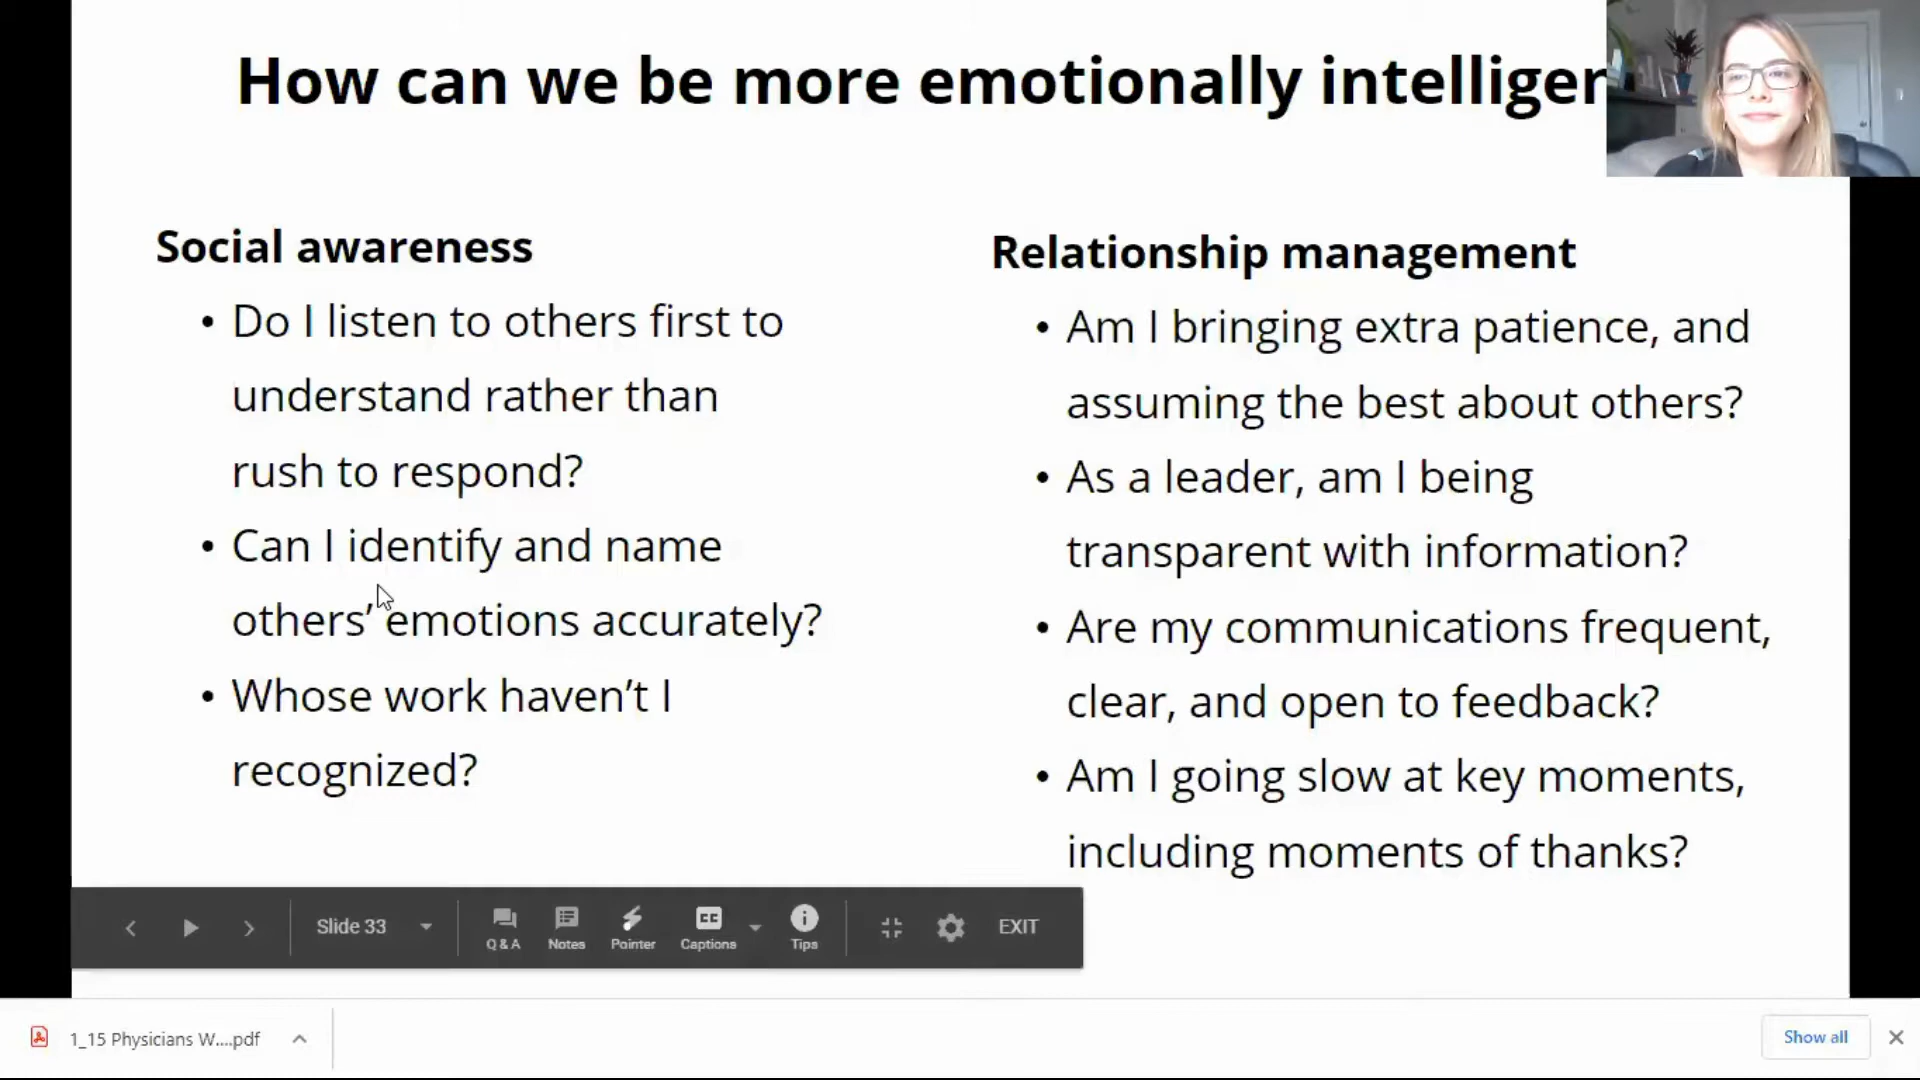 How can we be more emotionally intelligen
Social awareness
• Do I listen to others first to
understand rather than
rush to respond?
• Can I identify and name
others’ emotions accurately?
• Whose work haven’t I
recognized?
Relationship management
• Am I bringing extra patience, and
assuming the best about others?
• As a leader, am I being
transparent with information?
• Are my communications frequent,
clear, and open to feedback?
• Am I going slow at key moments,
including moments of thanks?
Slide 33
Q & A
Notes
Pointer
CC
Captions
Tips
EXIT
1_15 Physicians W....pdf
Show all